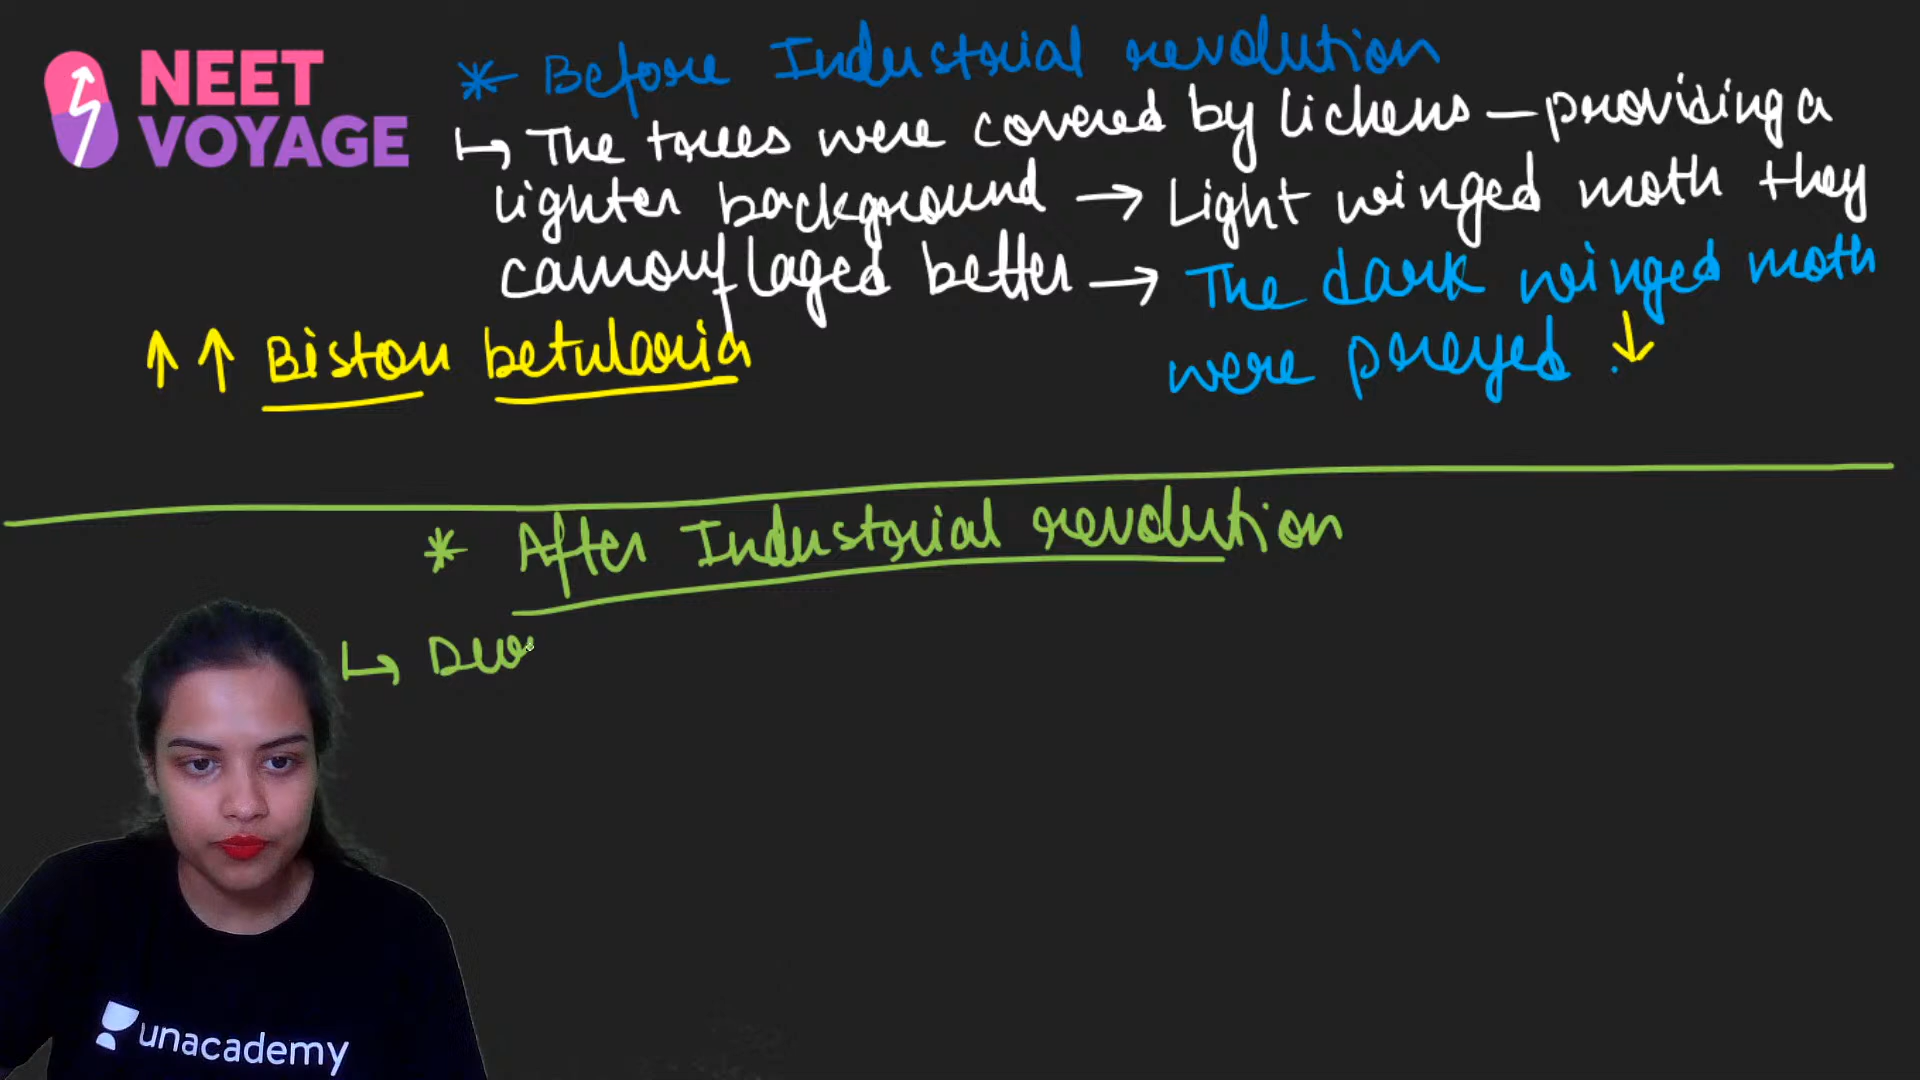 NEET
VOYAGE
* Before Industrial revolution
↳ The trees were covered by lichens — providing a
lighter background → Light winged moth they
camouflaged better → The dark winged moth
were preyed . ↓
↑ ↑ Biston betularia
* After Industrial revolution
↳
unacademy